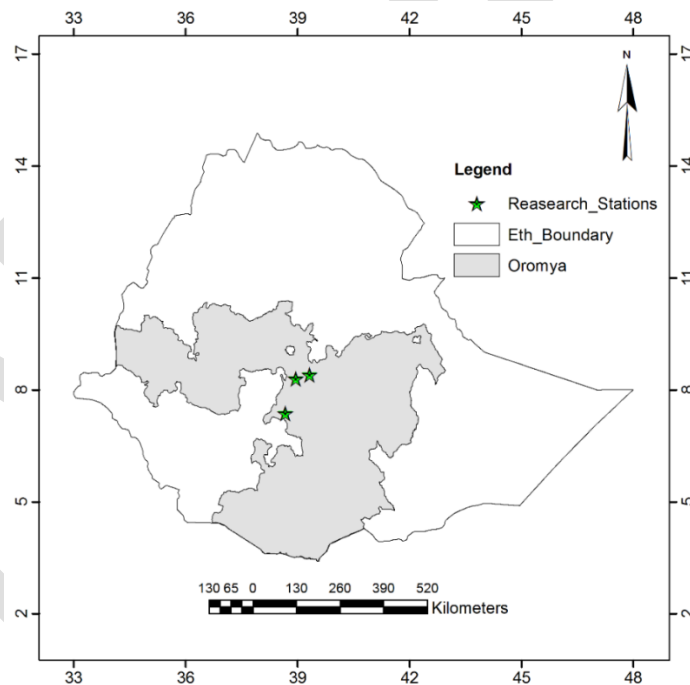 33 36 39 42 45 48
17 17
N
14 14
Legend
Reasearch_Stations
Eth_Boundary
Oromya
11 11
8 8
5 5
130 65 0 130 260 390 520
Kilometers
2 2
33 36 39 42 45 48